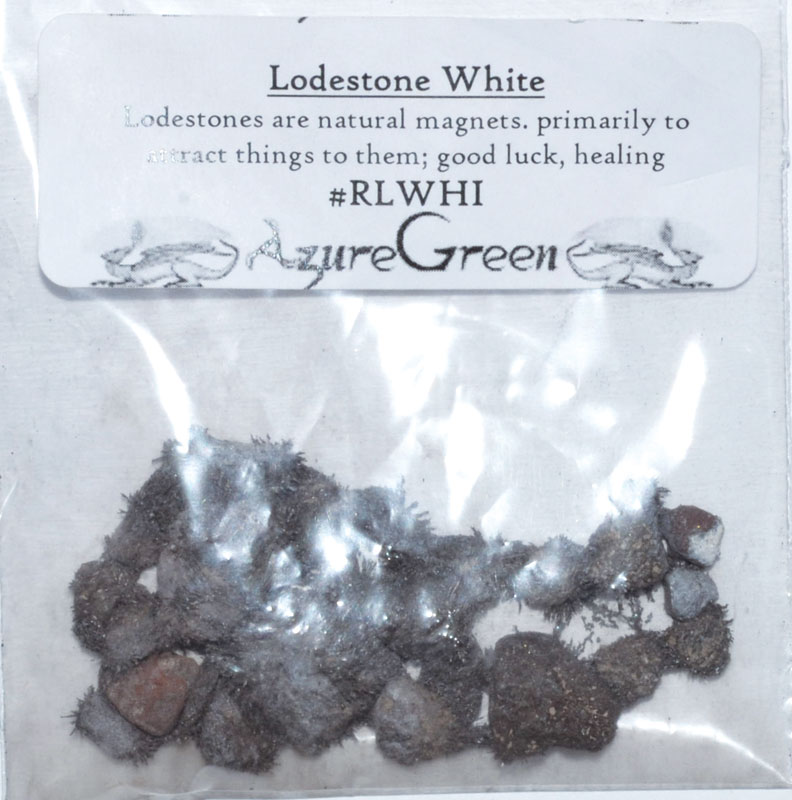 Lodestone White
Lodestones are natural magnets. primarily to
attract things to them; good luck, healing
#RLWHI
AzureGreen